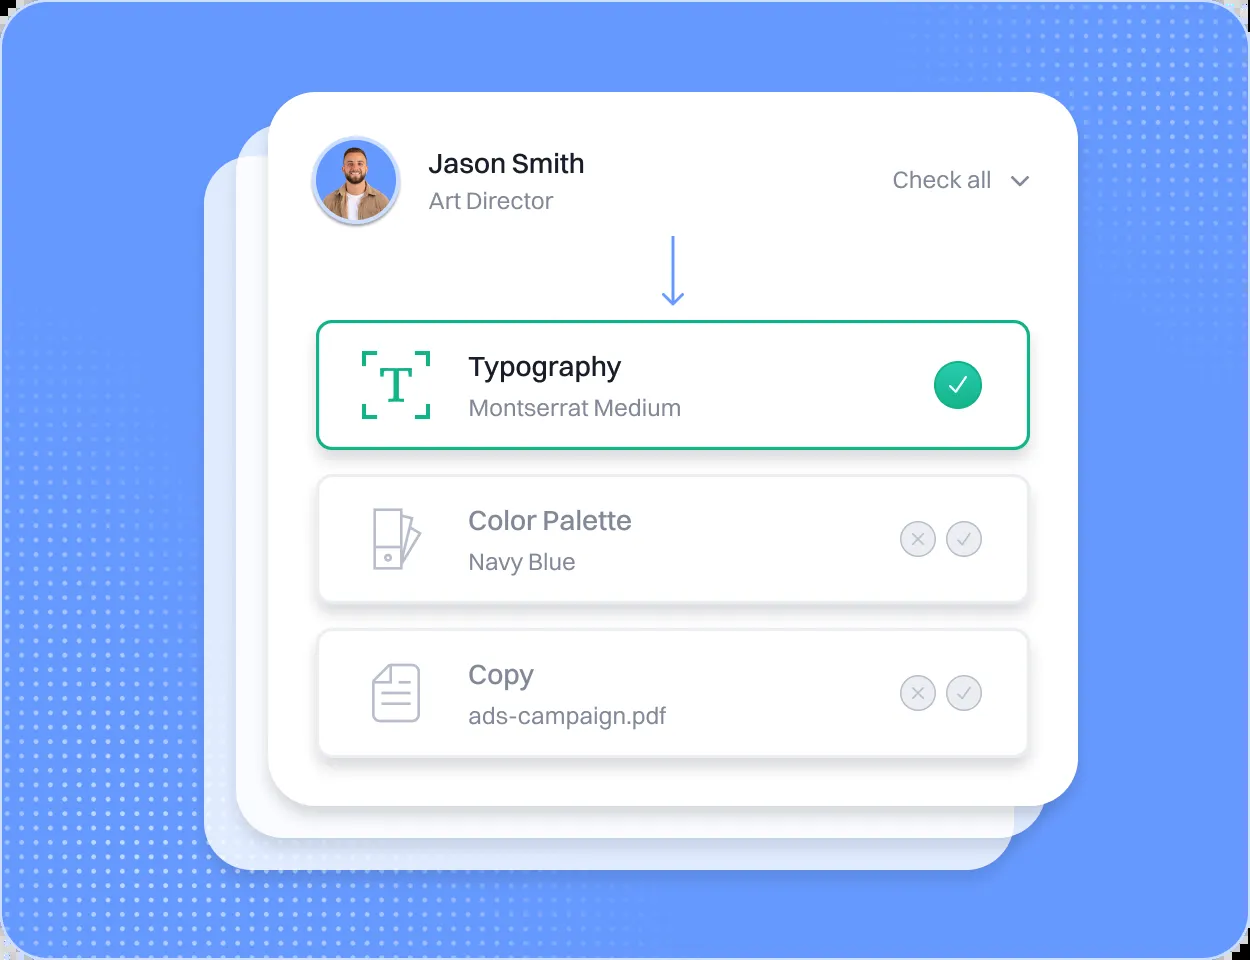 Jason Smith
Art Director
Check all
Typography
Montserrat Medium
Color Palette
Navy Blue
Copy
ads-campaign.pdf